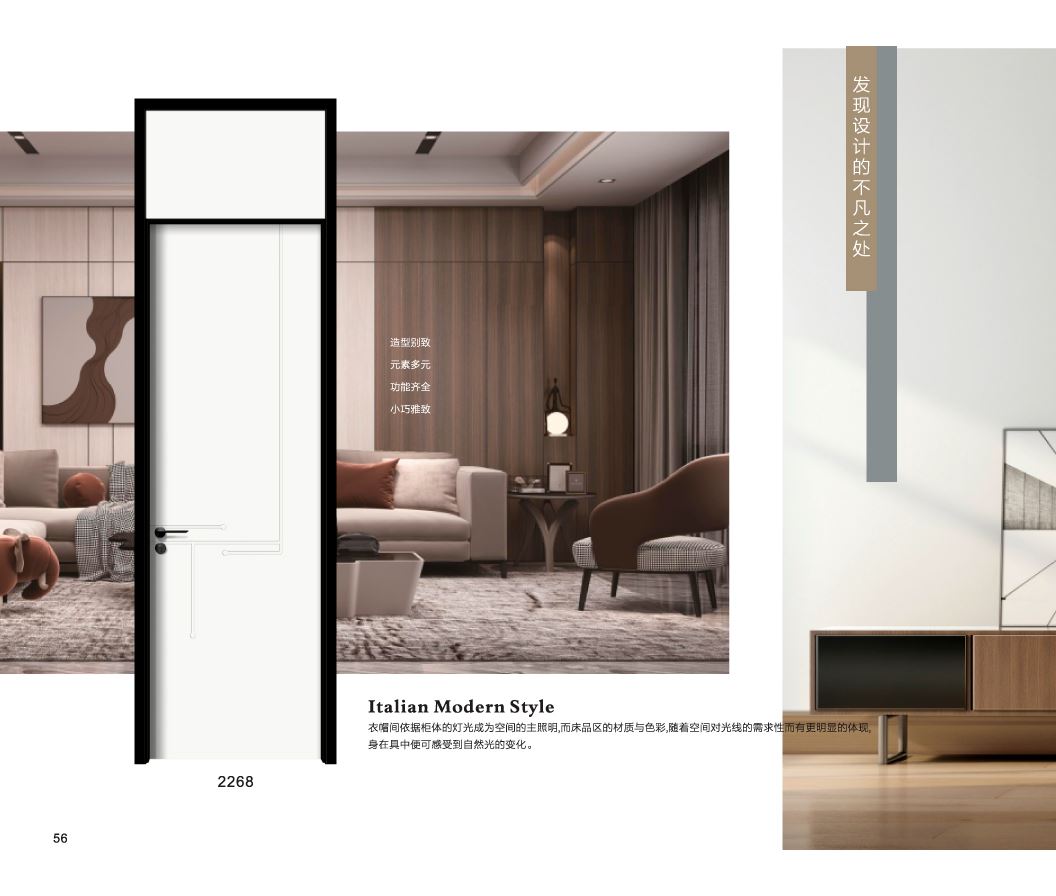 发现设计的不凡之处
造型别致
元素多元
功能齐全
小巧雅致
Italian Modern Style
衣帽间依据柜体的灯光成为空间的主照明,而床品区的材质与色彩,随着空间对光线的需求性而有更明显的体现,
身在具中便可感受到自然光的变化。
2268
56